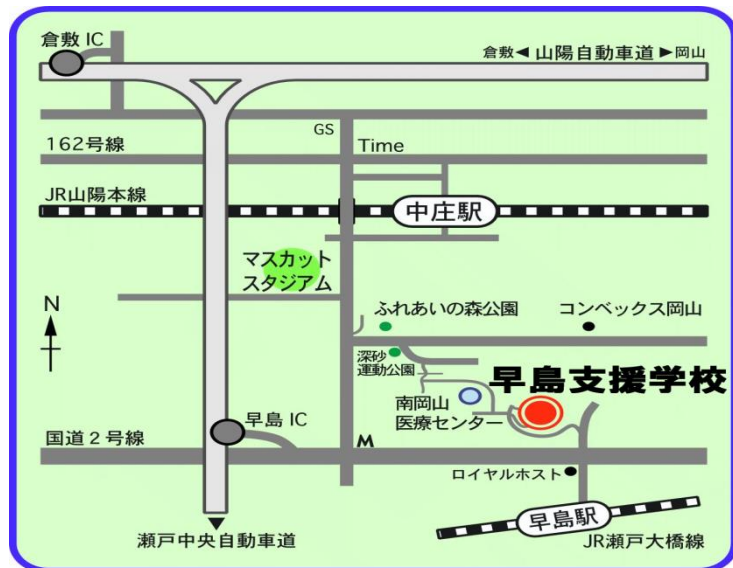 倉敷 IC
倉敷◀ 山陽自動車道 ▶岡山
GS
162号線
Time
JR山陽本線
中庄駅
マスカット
スタジアム
N
ふれあいの森公園
コンベックス岡山
深砂
運動公園
早島支援学校
南岡山
医療センター
早島 IC
国道２号線
M
ロイヤルホスト
早島駅
瀬戸中央自動車道
JR瀬戸大橋線